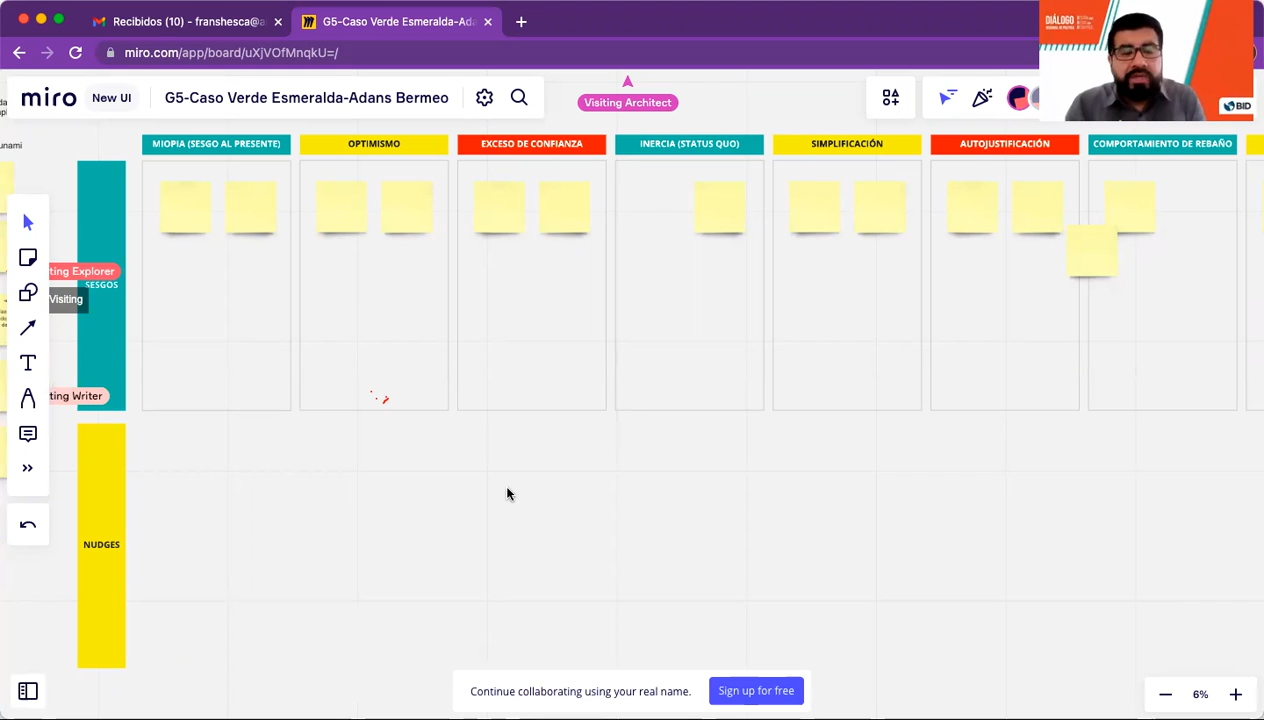 Recibidos (10) - franshesca@a
G5-Caso Verde Esmeralda-Ada
miro.com/app/board/uXjVOfMnqkU=/
DIÁLOGO
BID
miro
New UI
G5-Caso Verde Esmeralda-Adans Bermeo
Visiting Architect
unami
MIOPIA (SESGO AL PRESENTE)
OPTIMISMO
EXCESO DE CONFIANZA
INERCIA (STATUS QUO)
SIMPLIFICACIÓN
AUTOJUSTIFICACIÓN
COMPORTAMIENTO DE REBAÑO
ting Explorer
SESGOS
Visiting
ting Writer
NUDGES
Continue collaborating using your real name.
Sign up for free
6%